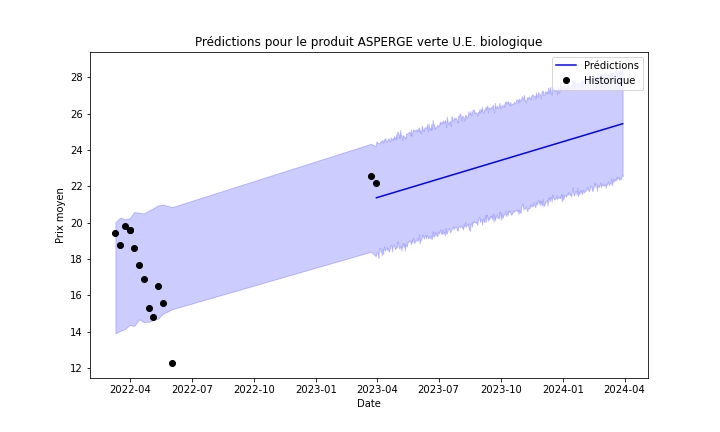 Prédictions pour le produit ASPERGE verte U.E. biologique
Prédictions
Historique
Prix moyen
28
26
24
22
20
18
16
14
12
2022-04 2022-07 2022-10 2023-01 2023-04 2023-07 2023-10 2024-01 2024-04
Date